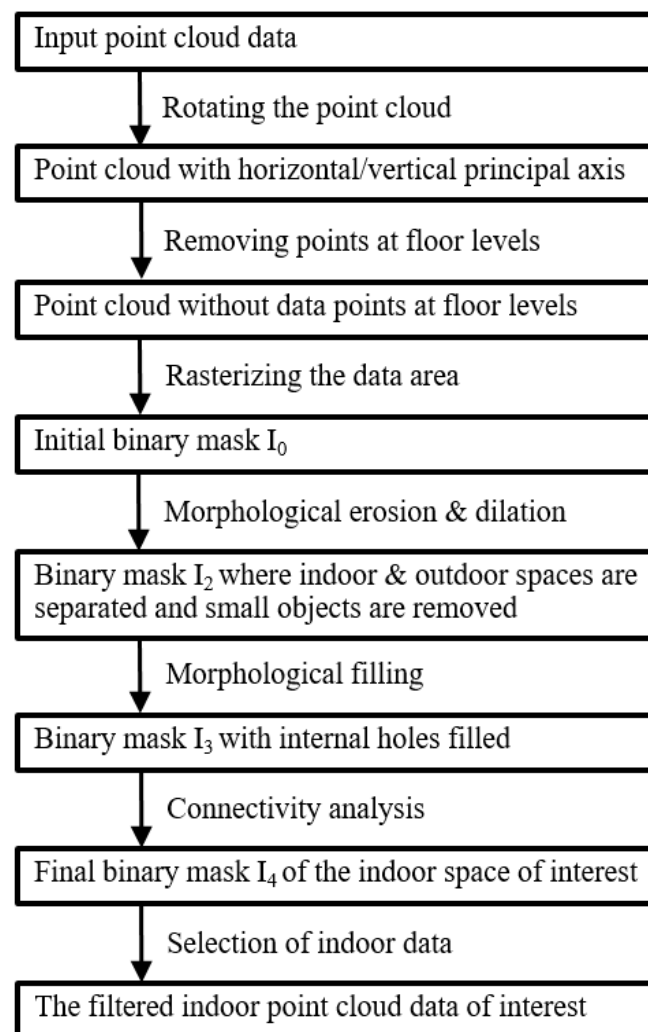 Input point cloud data
Rotating the point cloud
Point cloud with horizontal/vertical principal axis
Removing points at floor levels
Point cloud without data points at floor levels
Rasterizing the data area
Initial binary mask I₀
Morphological erosion & dilation
Binary mask I₂ where indoor & outdoor spaces are
separated and small objects are removed
Morphological filling
Binary mask I₃ with internal holes filled
Connectivity analysis
Final binary mask I₄ of the indoor space of interest
Selection of indoor data
The filtered indoor point cloud data of interest